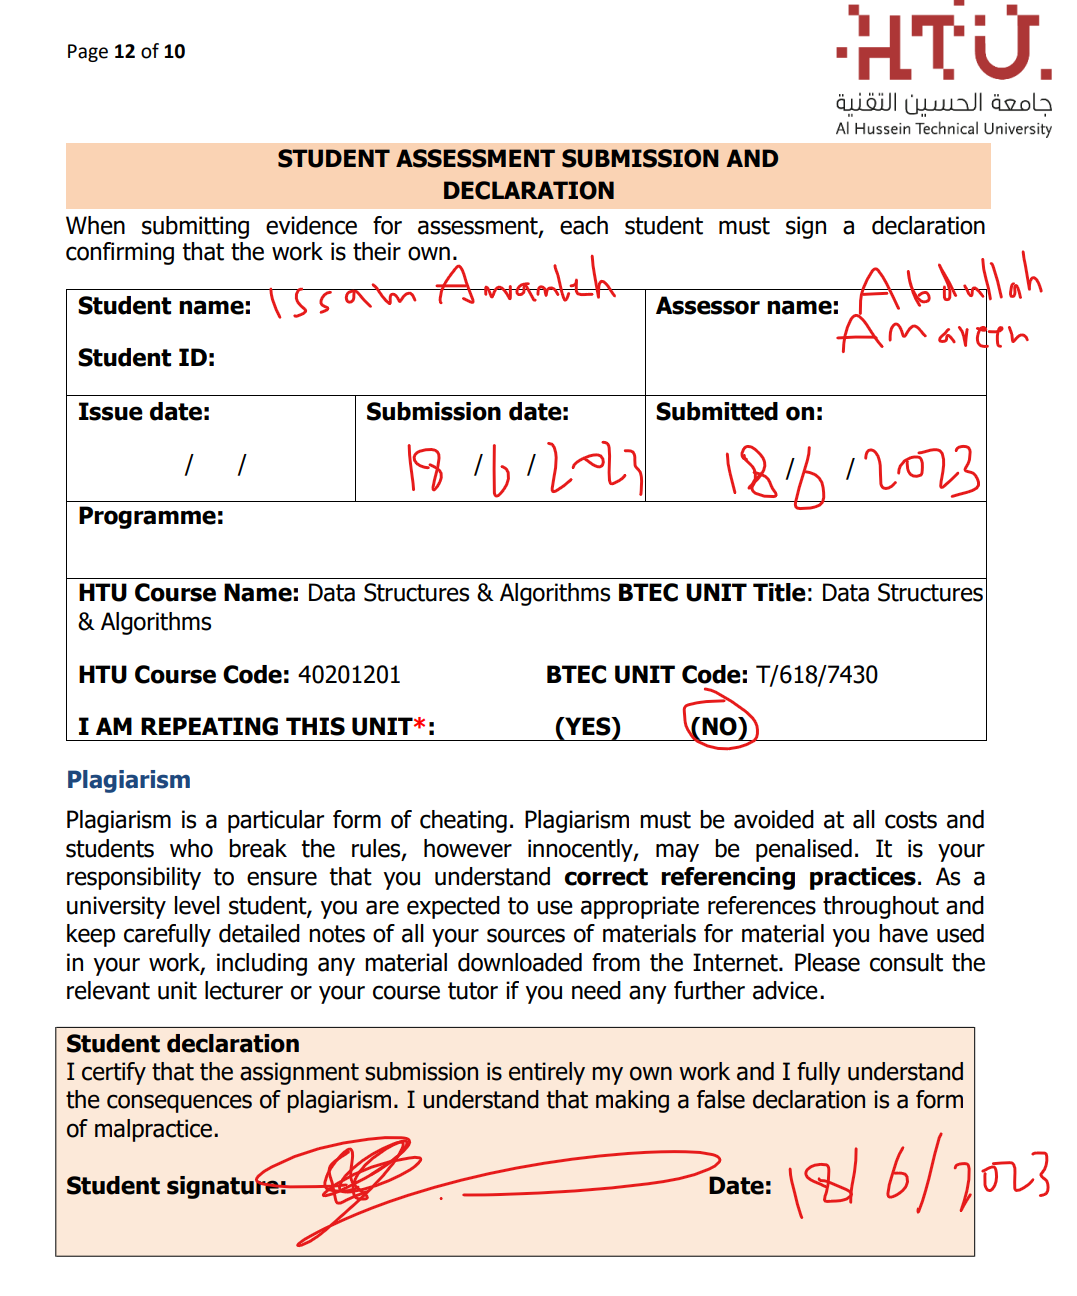 Page 12 of 10
HTU
جامعة الحسين التقنية
Al Hussein Technical University
STUDENT ASSESSMENT SUBMISSION AND
DECLARATION
When submitting evidence for assessment, each student must sign a declaration
confirming that the work is their own.
Student name: Issam Amamleh
Assessor name: Abdullah
Amareen
Student ID:
Issue date:
/ /
Submission date:
18/6/2023
Submitted on:
18/6/2023
Programme:
HTU Course Name: Data Structures & Algorithms BTEC UNIT Title: Data Structures
& Algorithms
HTU Course Code: 40201201 BTEC UNIT Code: T/618/7430
I AM REPEATING THIS UNIT*: (YES) (NO)
Plagiarism
Plagiarism is a particular form of cheating. Plagiarism must be avoided at all costs and
students who break the rules, however innocently, may be penalised. It is your
responsibility to ensure that you understand correct referencing practices. As a
university level student, you are expected to use appropriate references throughout and
keep carefully detailed notes of all your sources of materials for material you have used
in your work, including any material downloaded from the Internet. Please consult the
relevant unit lecturer or your course tutor if you need any further advice.
Student declaration
I certify that the assignment submission is entirely my own work and I fully understand
the consequences of plagiarism. I understand that making a false declaration is a form
of malpractice.
Student signature: Date: 18/6/2023